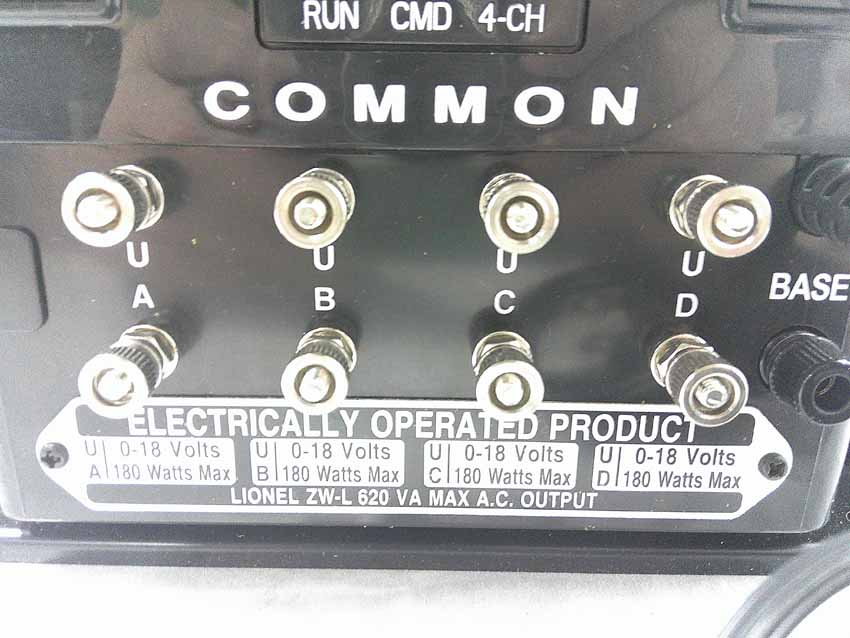 RUN CMD 4-CH
COMMON
U U U U
A B C D
BASE
ELECTRICALLY OPERATED PRODUCT
U 0-18 Volts U 0-18 Volts U 0-18 Volts U 0-18 Volts
A 180 Watts Max B 180 Watts Max C 180 Watts Max D 180 Watts Max
LIONEL ZW-L 620 VA MAX A.C. OUTPUT